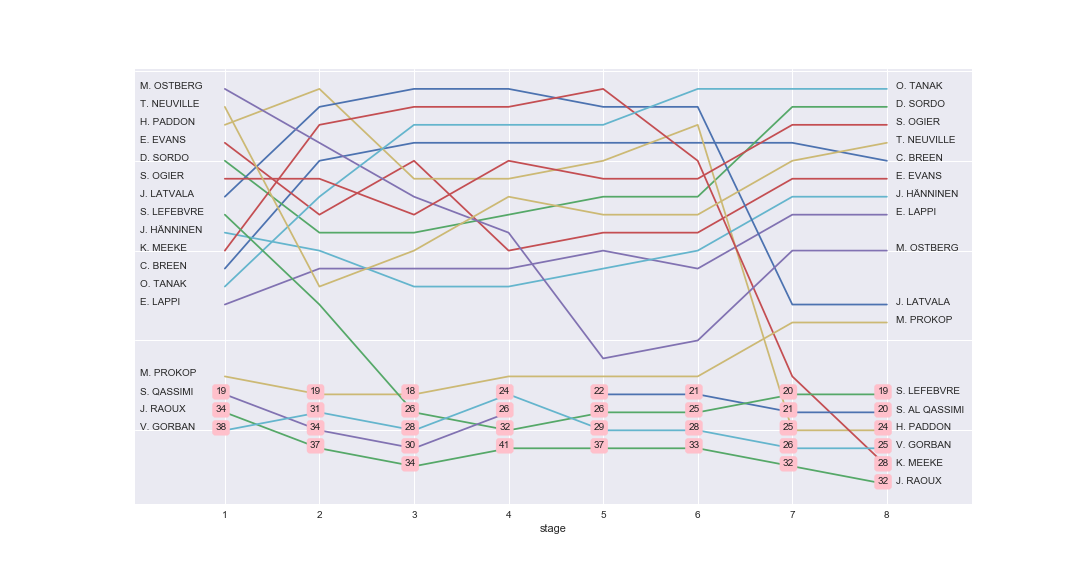 M. OSTBERG O. TANAK
T. NEUVILLE D. SORDO
H. PADDON S. OGIER
E. EVANS T. NEUVILLE
D. SORDO C. BREEN
S. OGIER E. EVANS
J. LATVALA J. HÄNNINEN
S. LEFEBVRE E. LAPPI
J. HÄNNINEN
K. MEEKE M. OSTBERG
C. BREEN
O. TANAK
E. LAPPI J. LATVALA
M. PROKOP
M. PROKOP
S. QASSIMI 19 19 18 24 22 21 20 19 S. LEFEBVRE
J. RAOUX 34 31 26 26 26 25 21 20 S. AL QASSIMI
V. GORBAN 38 34 28 32 29 28 25 24 H. PADDON
37 30 41 37 33 26 25 V. GORBAN
34 32 28 K. MEEKE
32 J. RAOUX
1 2 3 4 5 6 7 8
stage